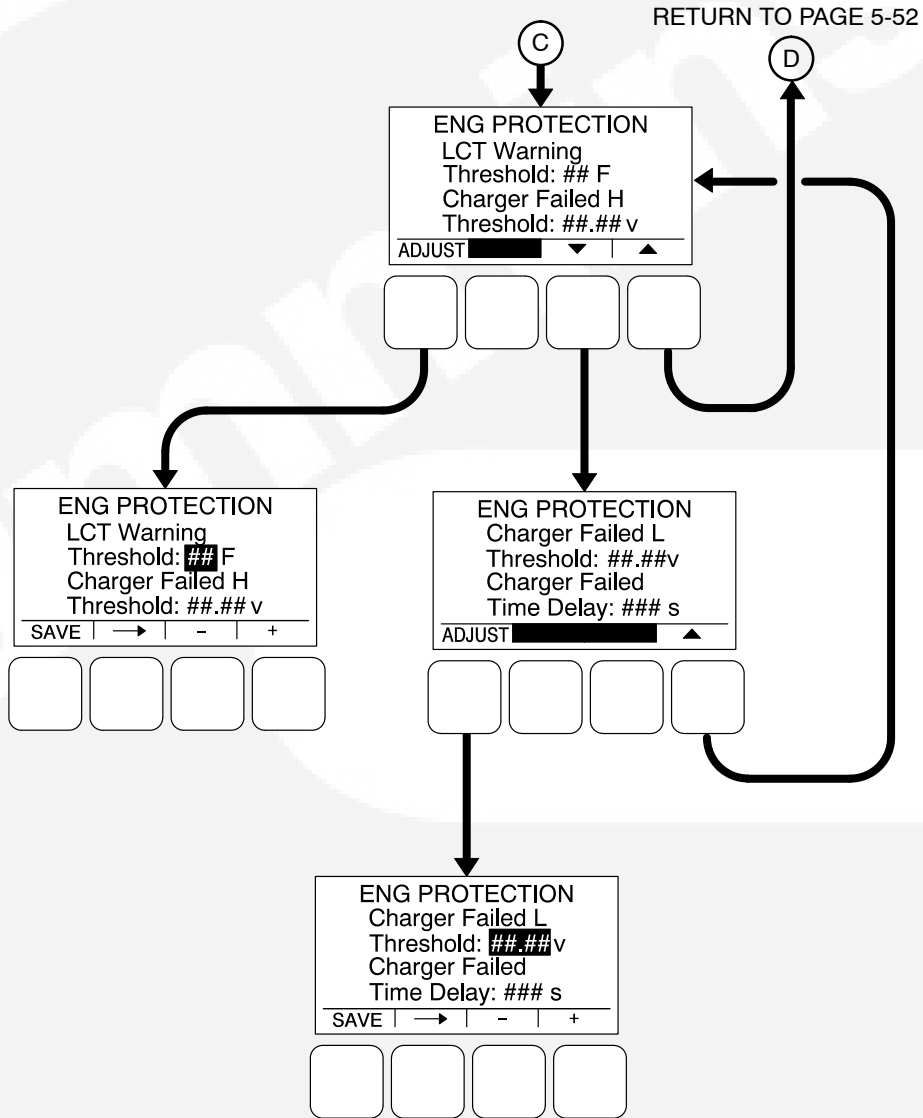 RETURN TO PAGE 5-52
C
D
ENG PROTECTION
LCT Warning
Threshold: ## F
Charger Failed H
Threshold: ##.## v
ADJUST ▼ ▲
ENG PROTECTION
LCT Warning
Threshold: ## F
Charger Failed H
Threshold: ##.## v
SAVE → - +
ENG PROTECTION
Charger Failed L
Threshold: ##.##v
Charger Failed
Time Delay: ### s
ADJUST ▲
ENG PROTECTION
Charger Failed L
Threshold: ##.## v
Charger Failed
Time Delay: ### s
SAVE → - +